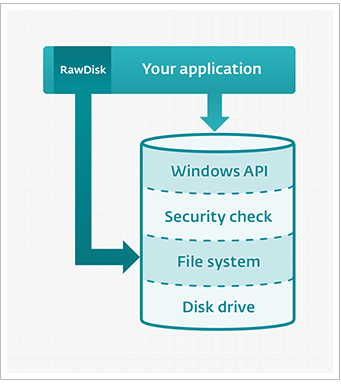 RawDisk
Your application
Windows API
Security check
File system
Disk drive